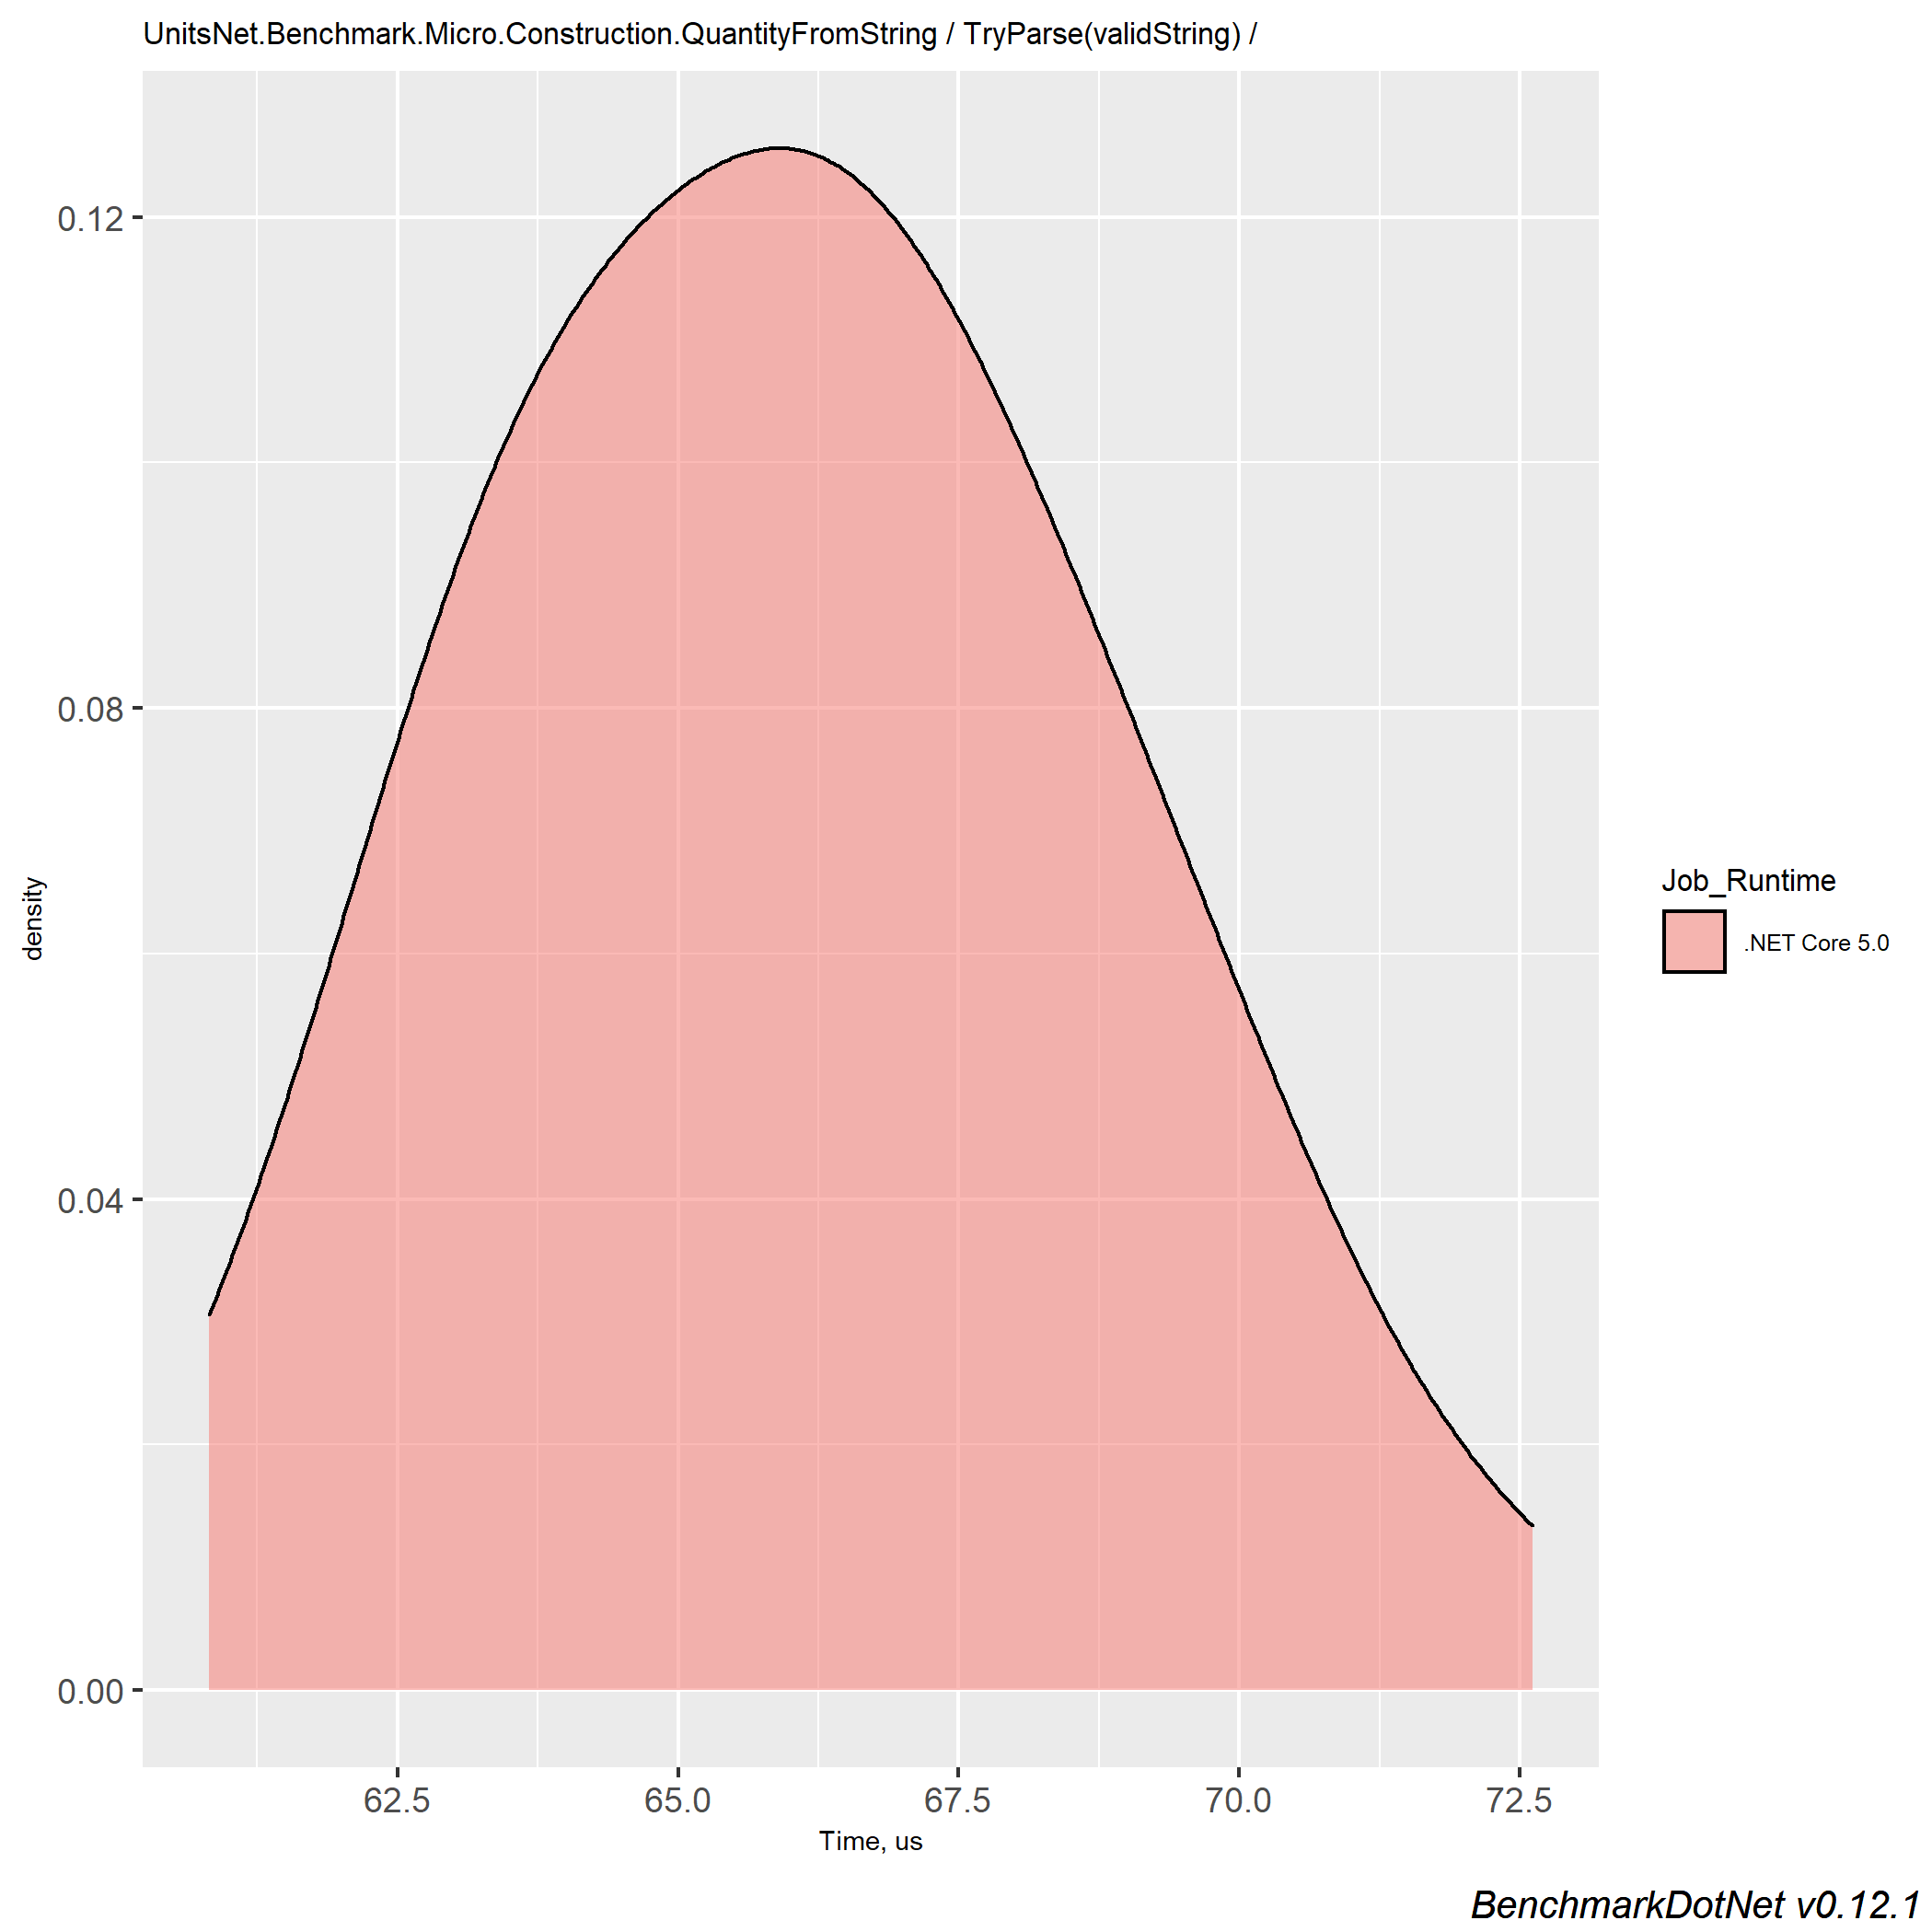 UnitsNet.Benchmark.Micro.Construction.QuantityFromString / TryParse(validString) /
0.12
0.08
0.04
0.00
density
62.5 65.0 67.5 70.0 72.5
Time, us
Job_Runtime
.NET Core 5.0
BenchmarkDotNet v0.12.1